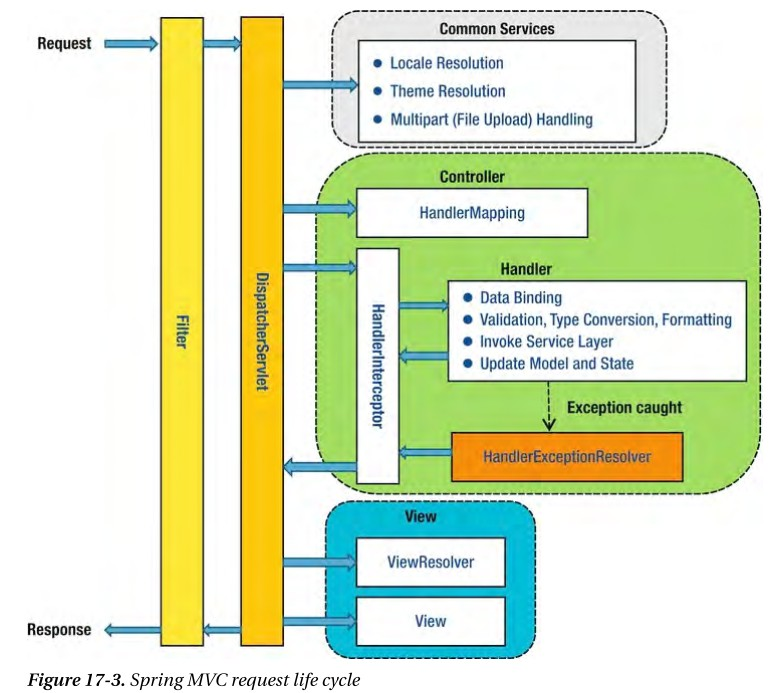 Request
Common Services
Locale Resolution
Theme Resolution
Multipart (File Upload) Handling
Controller
HandlerMapping
Filter
DispatcherServlet
HandlerInterceptor
Handler
Data Binding
Validation, Type Conversion, Formatting
Invoke Service Layer
Update Model and State
Exception caught
HandlerExceptionResolver
View
ViewResolver
View
Response
Figure 17-3. Spring MVC request life cycle